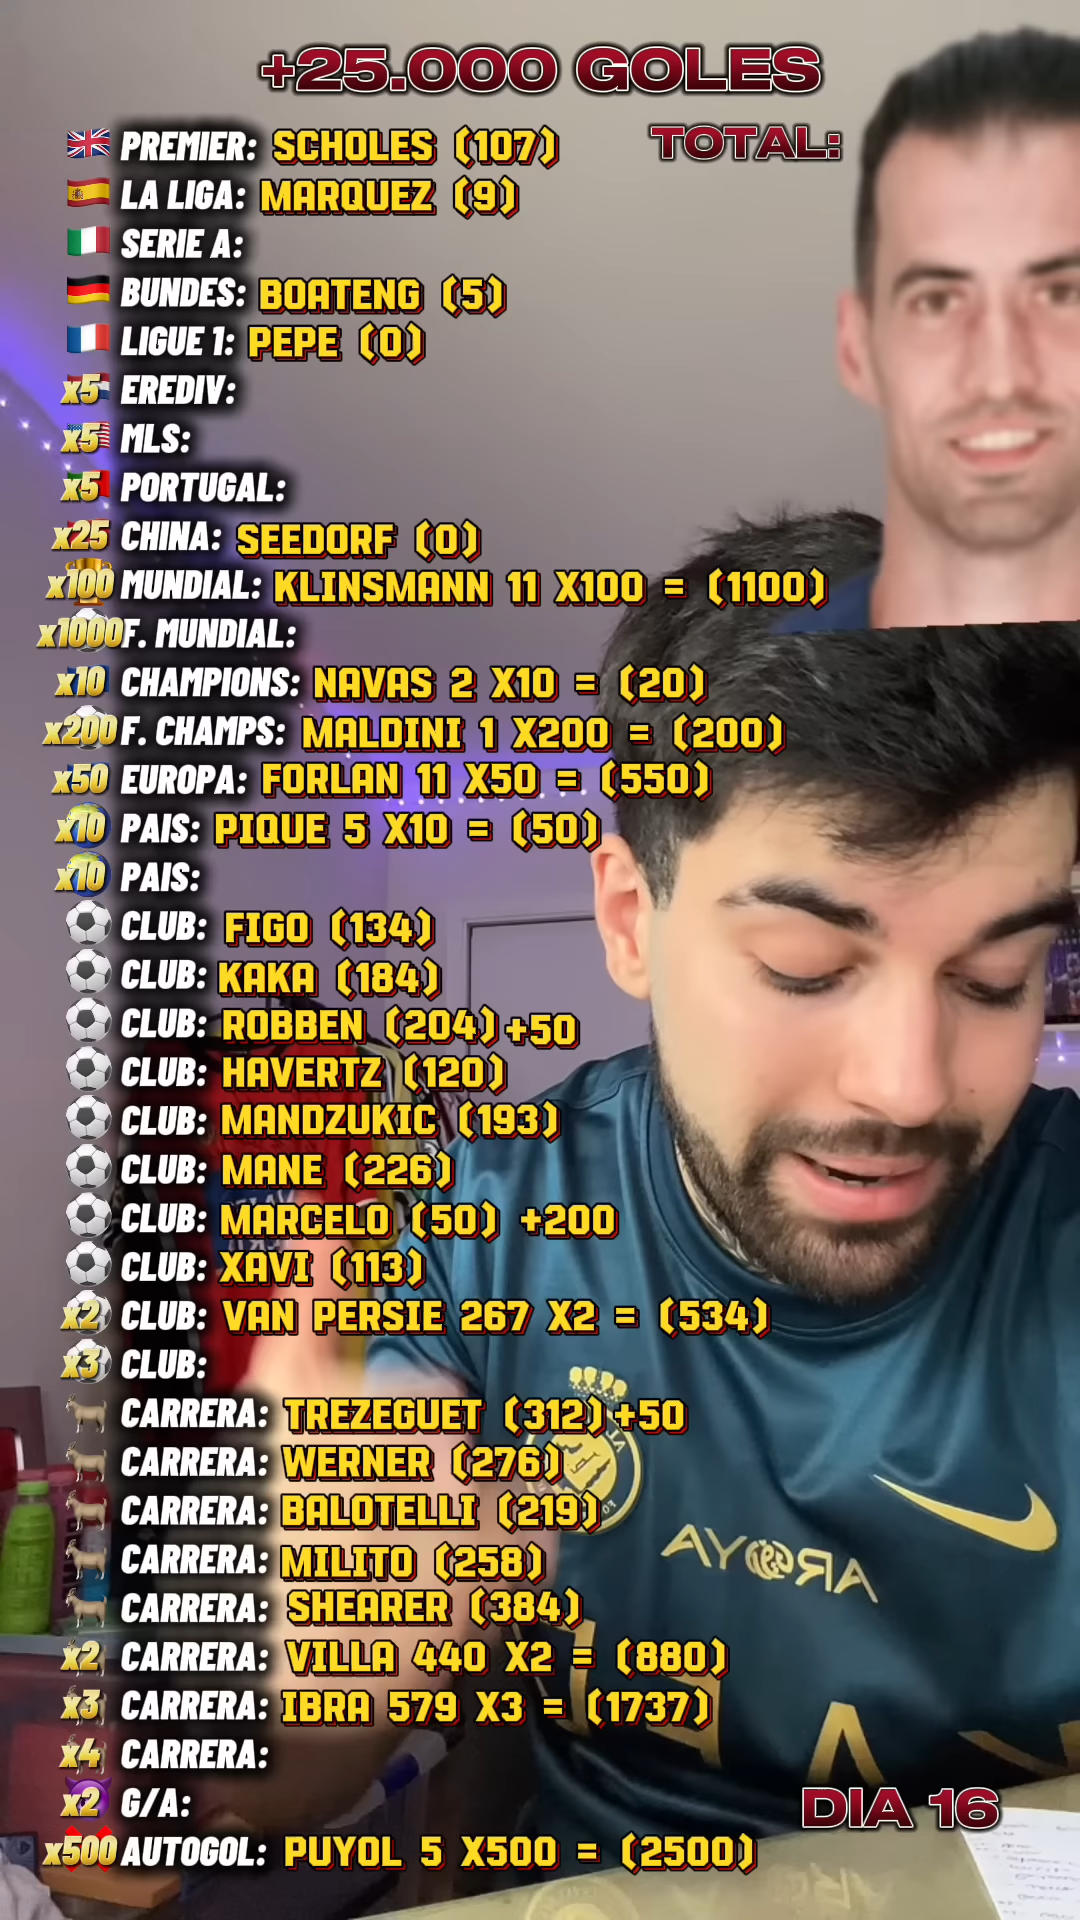 +25.000 GOLES
TOTAL:
PREMIER: SCHOLES (107)
LA LIGA: MARQUEZ (9)
SERIE A:
BUNDES: BOATENG (5)
LIGUE 1: PEPE (0)
x5 EREDIV:
x5 MLS:
x5 PORTUGAL:
x25 CHINA: SEEDORF (0)
x100 MUNDIAL: KLINSMANN 11 X100 = (1100)
x1000 F. MUNDIAL:
x10 CHAMPIONS: NAVAS 2 X10 = (20)
x200 F. CHAMPS: MALDINI 1 X200 = (200)
x50 EUROPA: FORLAN 11 X50 = (550)
x10 PAIS: PIQUE 5 X10 = (50)
x10 PAIS:
CLUB: FIGO (134)
CLUB: KAKA (184)
CLUB: ROBBEN (204) +50
CLUB: HAVERTZ (120)
CLUB: MANDZUKIC (193)
CLUB: MANE (226)
CLUB: MARCELO (50) +200
CLUB: XAVI (113)
x2 CLUB: VAN PERSIE 267 X2 = (534)
x3 CLUB:
CARRERA: TREZEGUET (312) +50
CARRERA: WERNER (276)
CARRERA: BALOTELLI (219)
CARRERA: MILITO (258)
CARRERA: SHEARER (384)
x2 CARRERA: VILLA 440 X2 = (880)
x3 CARRERA: IBRA 579 X3 = (1737)
x4 CARRERA:
x2 G/A:
x500 AUTOGOL: PUYOL 5 X500 = (2500)
AROYA
DIA 16